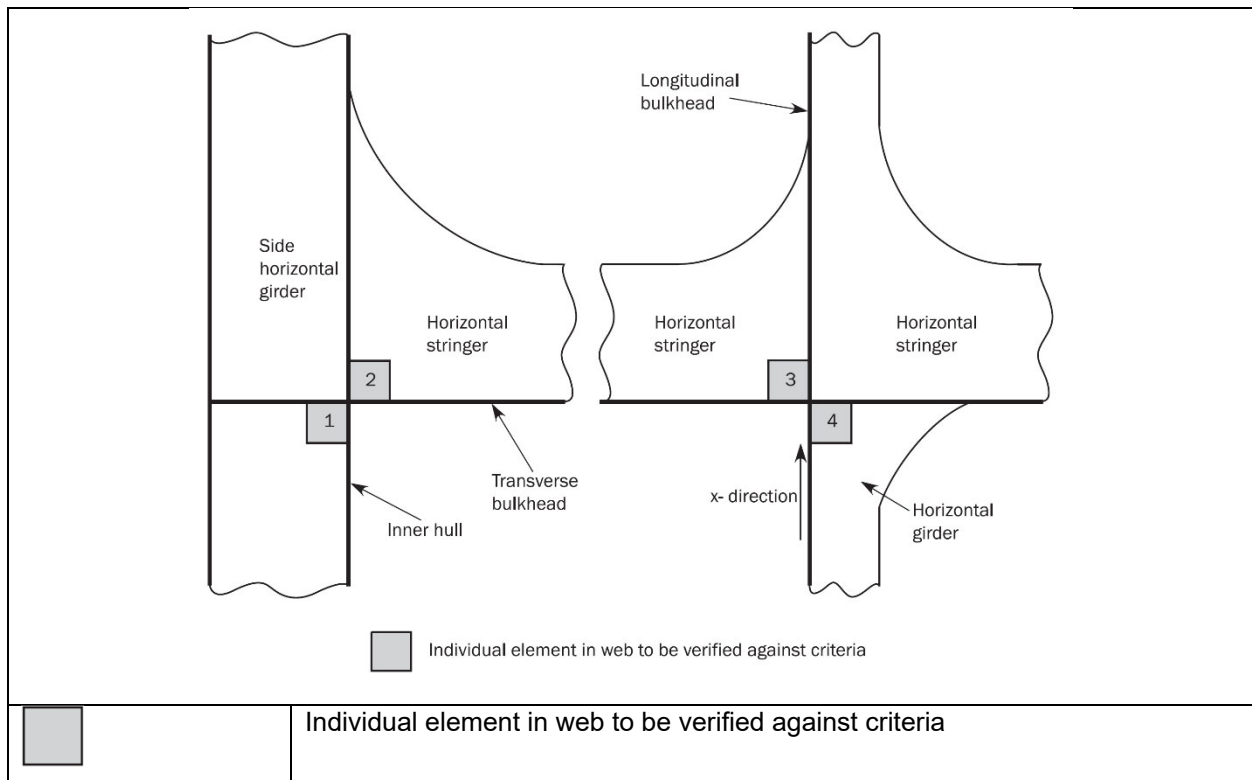 Longitudinal
bulkhead
Side
horizontal
girder
Horizontal
stringer
Horizontal
stringer
Horizontal
stringer
2
3
1
4
Transverse
bulkhead
x- direction
Inner hull
Horizontal
girder
Individual element in web to be verified against criteria
Individual element in web to be verified against criteria